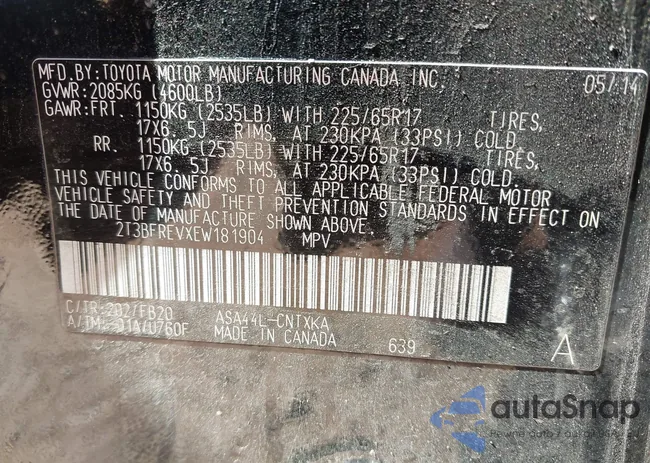 MFD.BY:TOYOTA MOTOR MANUFACTURING CANADA,INC. 05/14
GVWR:2085KG (4600LB)
GAWR:FRT. 1150KG (2535LB) WITH 225/65R17 TIRES,
17X6.5J RIMS, AT 230KPA (33PSI) COLD.
RR. 1150KG (2535LB) WITH 225/65R17 TIRES,
17X6.5J RIMS, AT 230KPA (33PSI) COLD.
THIS VEHICLE CONFORMS TO ALL APPLICABLE FEDERAL MOTOR
VEHICLE SAFETY AND THEFT PREVENTION STANDARDS IN EFFECT ON
THE DATE OF MANUFACTURE SHOWN ABOVE.
2T3BFREVXEW181904 MPV
C/TR:202/FB20 ASA44L-CNTXKA
A/TM:-01A/U760F MADE IN CANADA 639 A
autoSnap